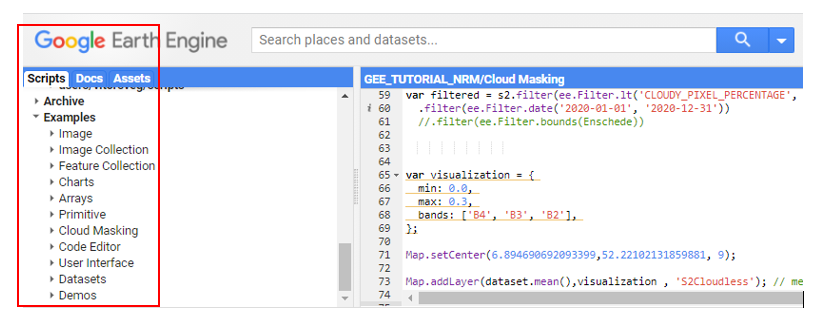 Google Earth Engine
Search places and datasets...
Scripts Docs Assets
Archive
Examples
Image
Image Collection
Feature Collection
Charts
Arrays
Primitive
Cloud Masking
Code Editor
User Interface
Datasets
Demos
GEE_TUTORIAL_NRM/Cloud Masking
59 var filtered = s2.filter(ee.Filter.lt('CLOUDY_PIXEL_PERCENTAGE',
i 60 .filter(ee.Filter.date('2020-01-01', '2020-12-31'))
61 //.filter(ee.Filter.bounds(Enschede))
62
63
64
65 var visualization = {
66 min: 0.0,
67 max: 0.3,
68 bands: ['B4', 'B3', 'B2'],
69 };
70
71 Map.setCenter(6.894690692093399,52.22102131859881, 9);
72
73 Map.addLayer(dataset.mean(),visualization , 'S2Cloudless'); // me
74